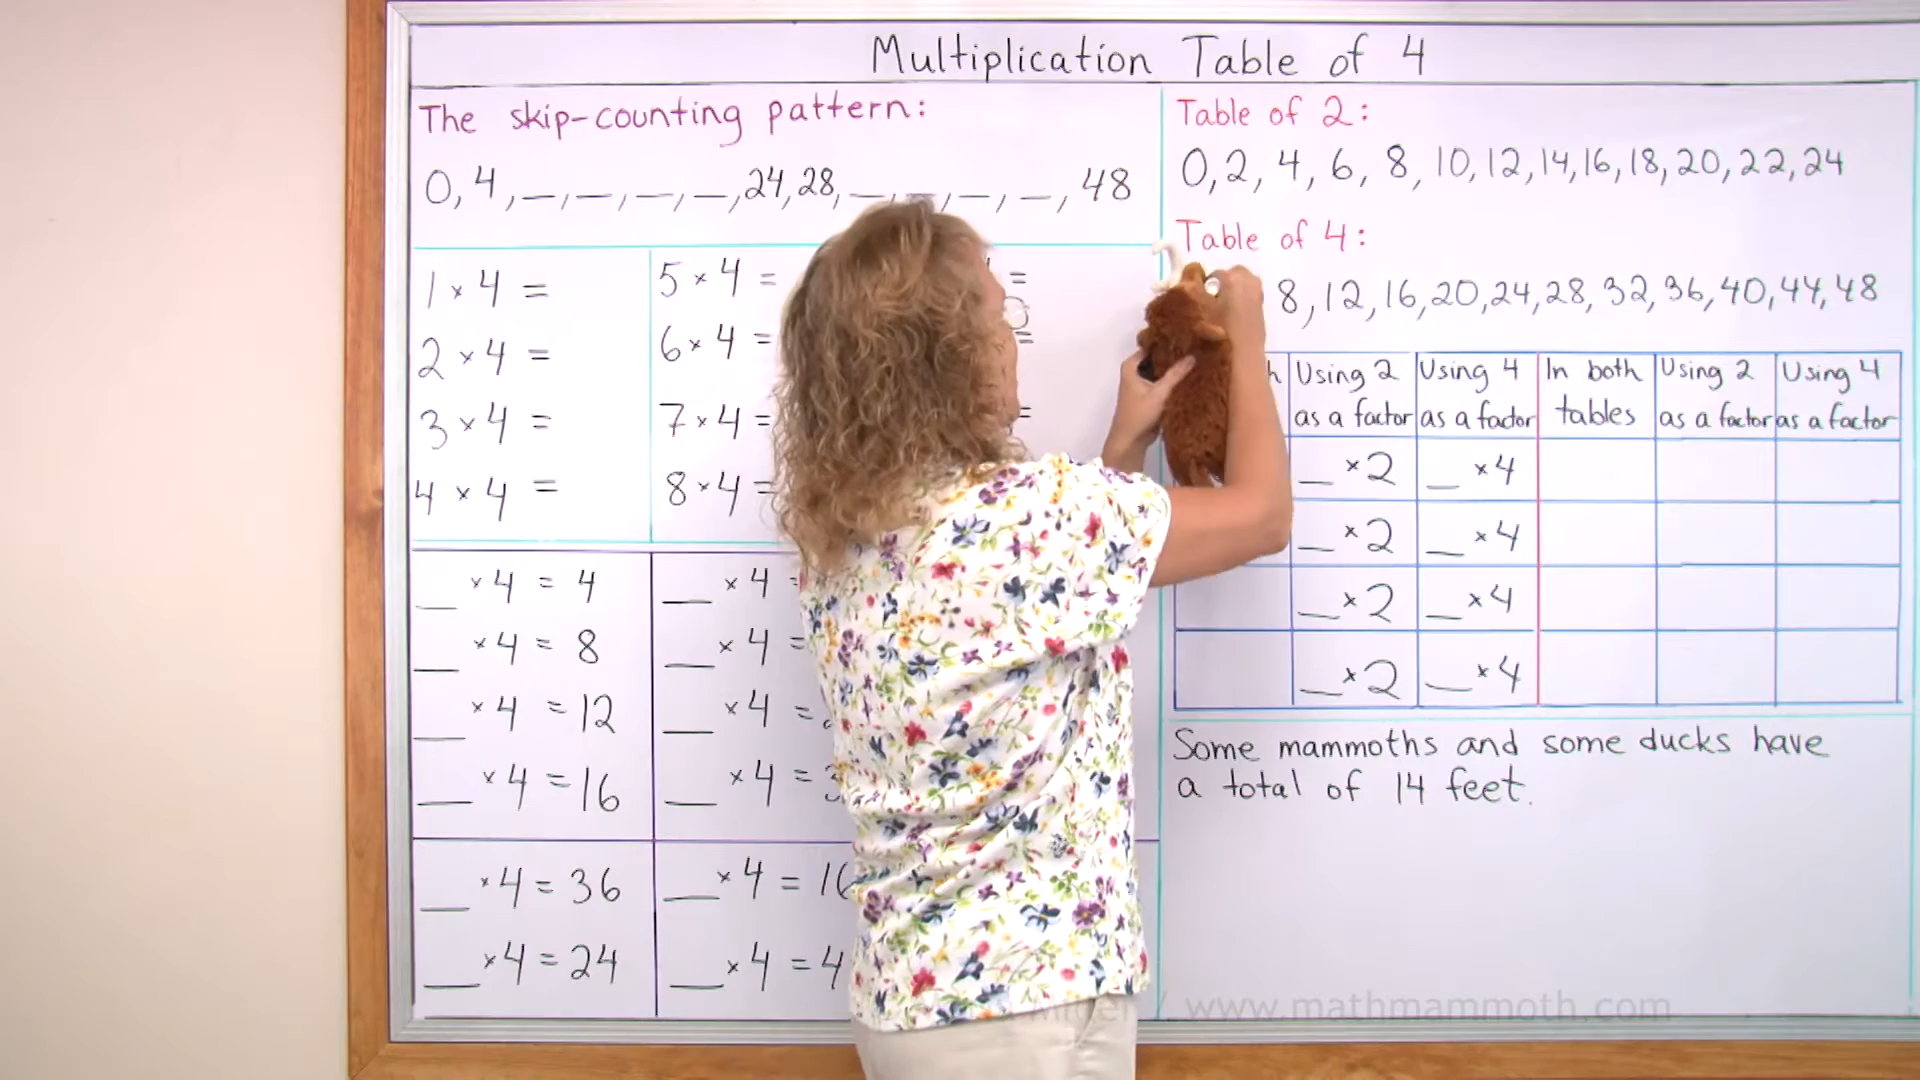 Multiplication Table of 4
The skip-counting pattern:
0, 4, _, _, _, _, 24, 28, _, _, _, _, 48
1 × 4 =
2 × 4 =
3 × 4 =
4 × 4 =
5 × 4 =
6 × 4 =
7 × 4 =
8 × 4 =
=
=
=
__ × 4 = 4
__ × 4 = 8
__ × 4 = 12
__ × 4 = 16
__ × 4 =
__ × 4 =
__ × 4 =
__ × 4 =
__ × 4 = 36
__ × 4 = 24
__ × 4 = 16
__ × 4 = 4
Table of 2:
0, 2, 4, 6, 8, 10, 12, 14, 16, 18, 20, 22, 24
Table of 4:
8, 12, 16, 20, 24, 28, 32, 36, 40, 44, 48
Using 2 as a factor
Using 4 as a factor
In both tables
Using 2 as a factor
Using 4 as a factor
__ × 2 __ × 4
__ × 2 __ × 4
__ × 2 __ × 4
__ × 2 __ × 4
Some mammoths and some ducks have
a total of 14 feet.
www.mathmammoth.com